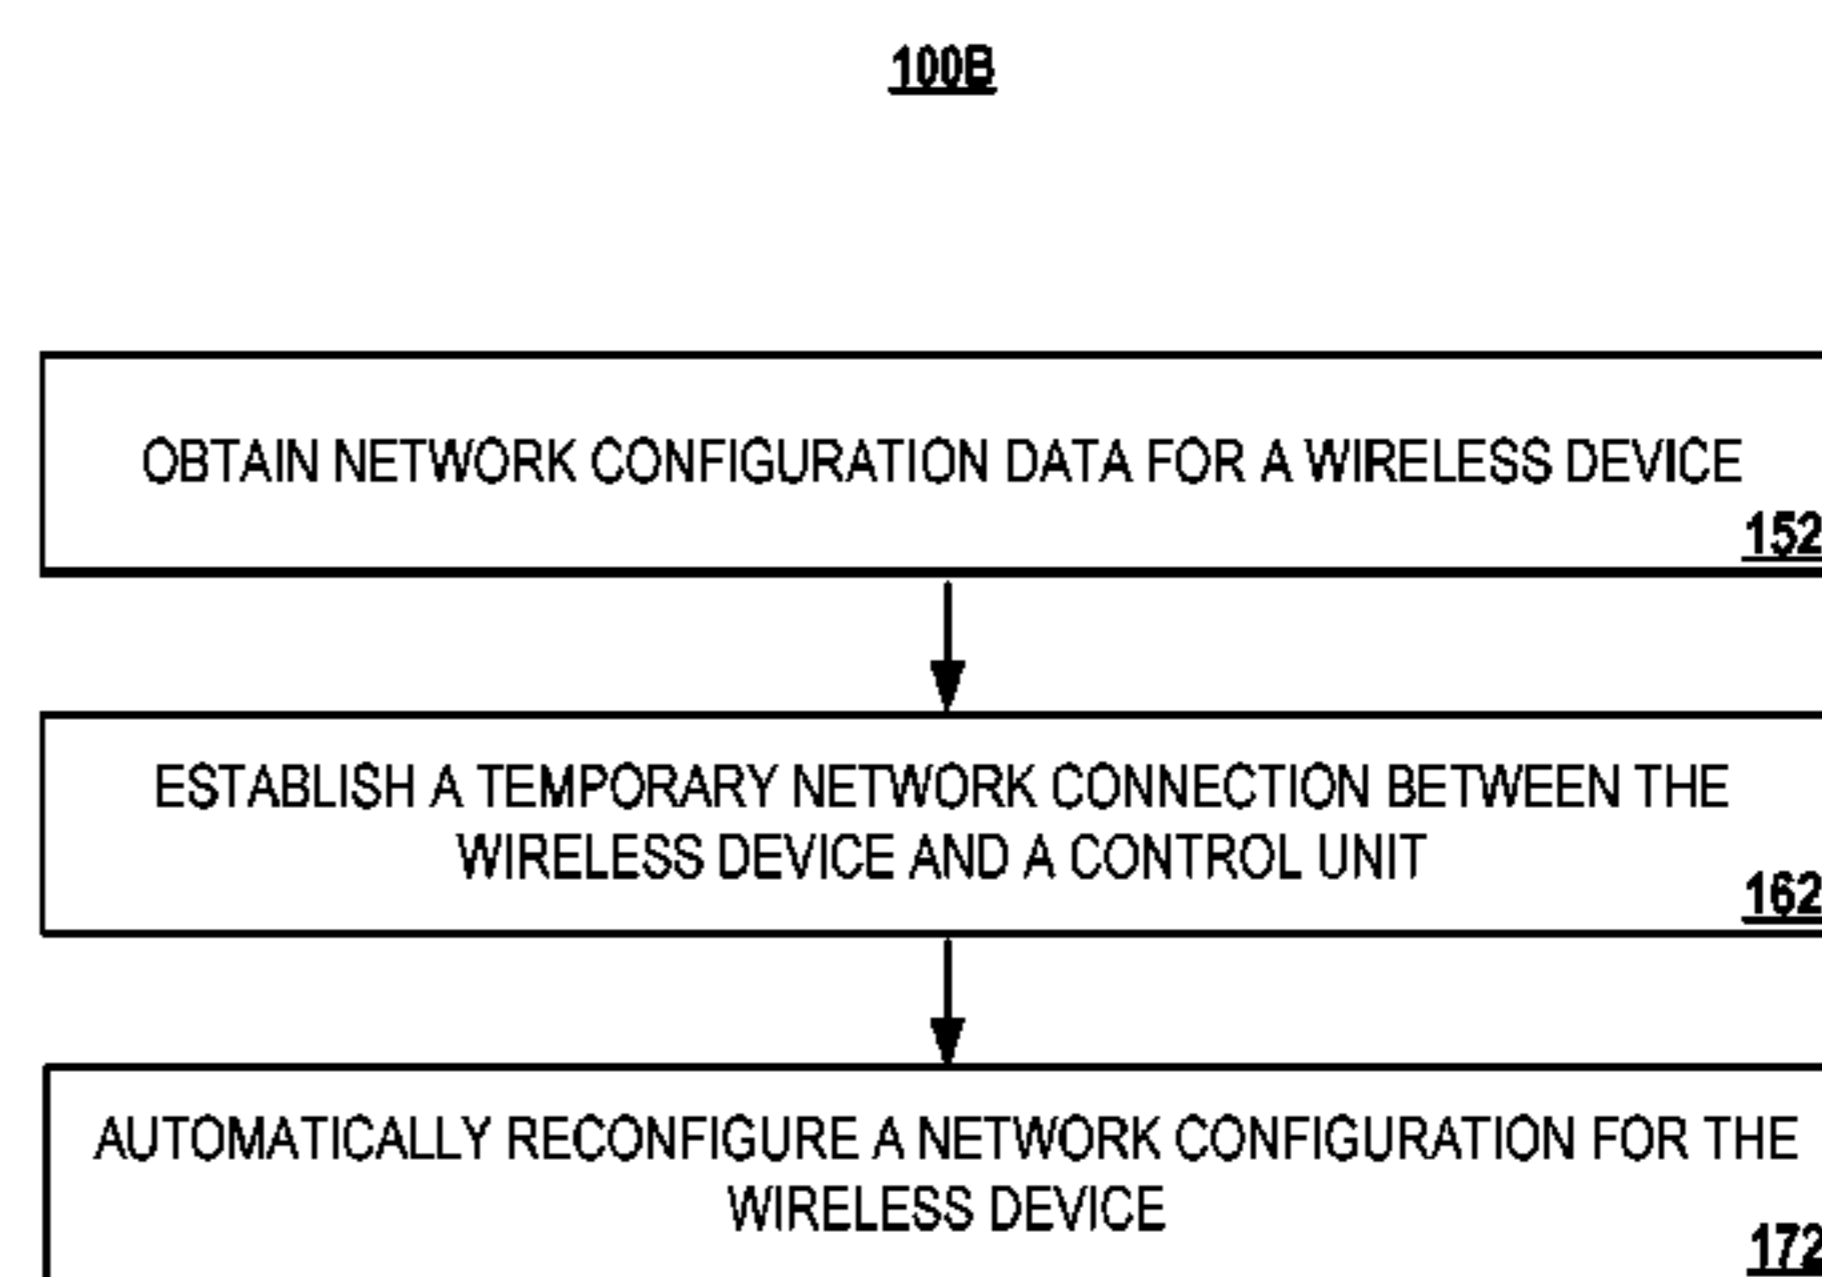 100B
OBTAIN NETWORK CONFIGURATION DATA FOR A WIRELESS DEVICE
152
ESTABLISH A TEMPORARY NETWORK CONNECTION BETWEEN THE
WIRELESS DEVICE AND A CONTROL UNIT
162
AUTOMATICALLY RECONFIGURE A NETWORK CONFIGURATION FOR THE
WIRELESS DEVICE
172